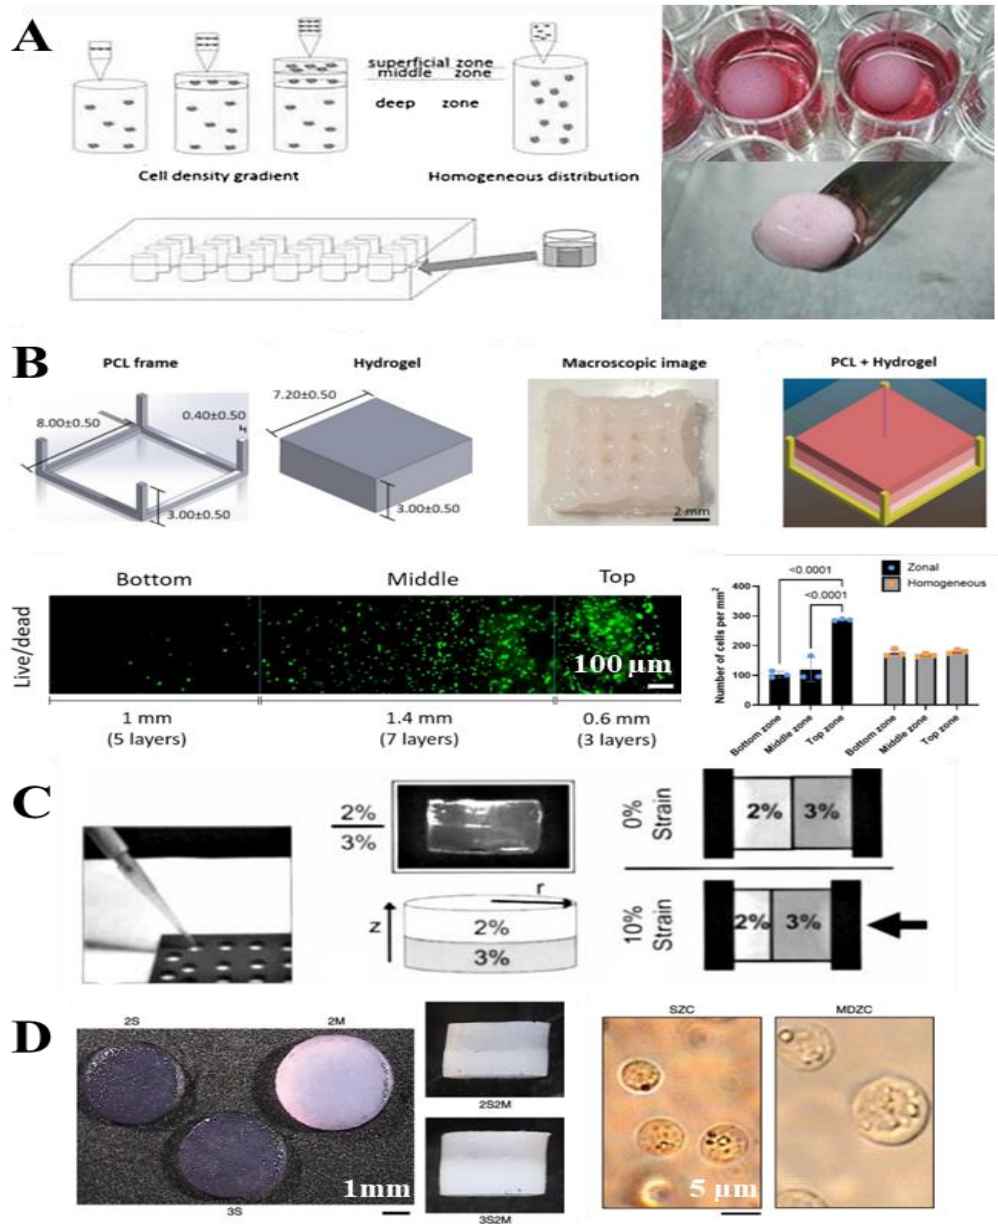 A
superficial zone
middle zone
deep zone
Cell density gradient
Homogeneous distribution
B
PCL frame
Hydrogel
Macroscopic image
PCL + Hydrogel
8.00±0.50
0.40±0.50
3.00±0.50
7.20±0.50
3.00±0.50
2 mm
Bottom
Middle
Top
Live/dead
100 µm
1 mm
(5 layers)
1.4 mm
(7 layers)
0.6 mm
(3 layers)
<0.0001
<0.0001
Zonal
Homogeneous
Number of cells per mm²
400
300
200
100
0
Bottom zone
Middle zone
Top zone
Bottom zone
Middle zone
Top zone
C
2%
3%
r
z
2%
3%
0%
Strain
2%
3%
10%
Strain
2%
3%
D
2S
2M
3S
1mm
2S2M
3S2M
SZC
MDZC
5 µm